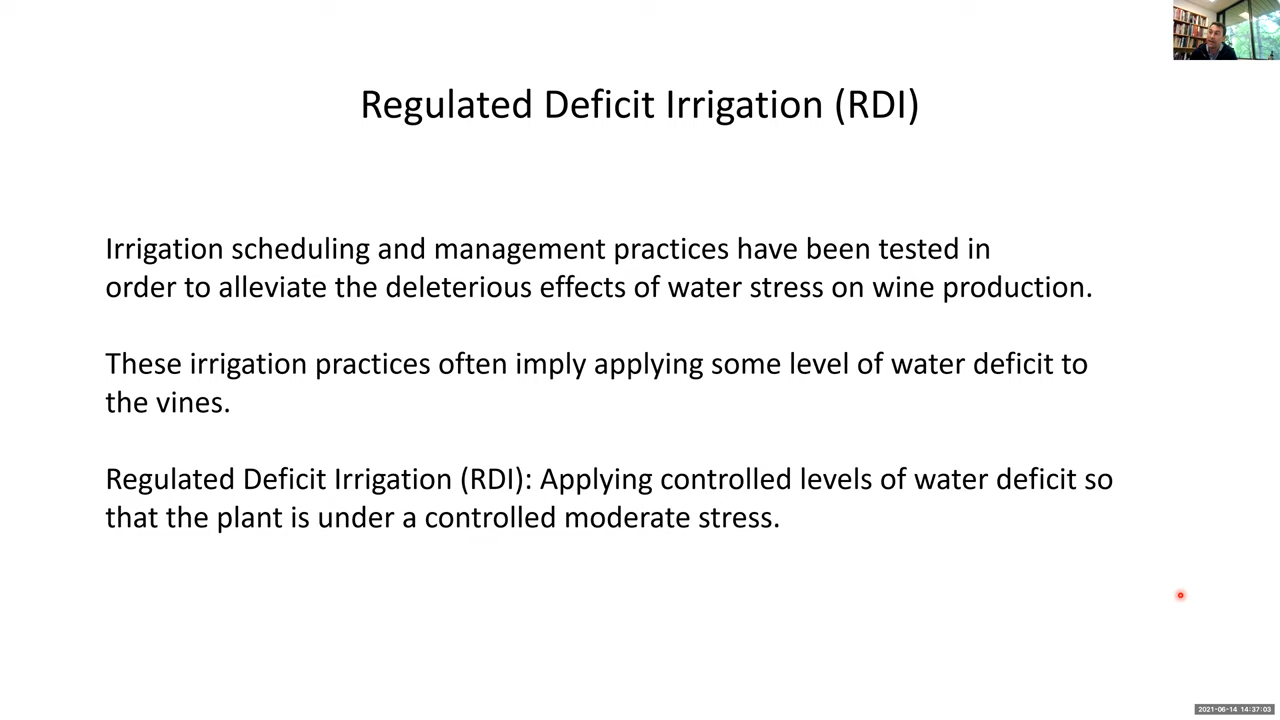 Regulated Deficit Irrigation (RDI)
Irrigation scheduling and management practices have been tested in
order to alleviate the deleterious effects of water stress on wine production.
These irrigation practices often imply applying some level of water deficit to
the vines.
Regulated Deficit Irrigation (RDI): Applying controlled levels of water deficit so
that the plant is under a controlled moderate stress.
2021-06-14 14:37:03